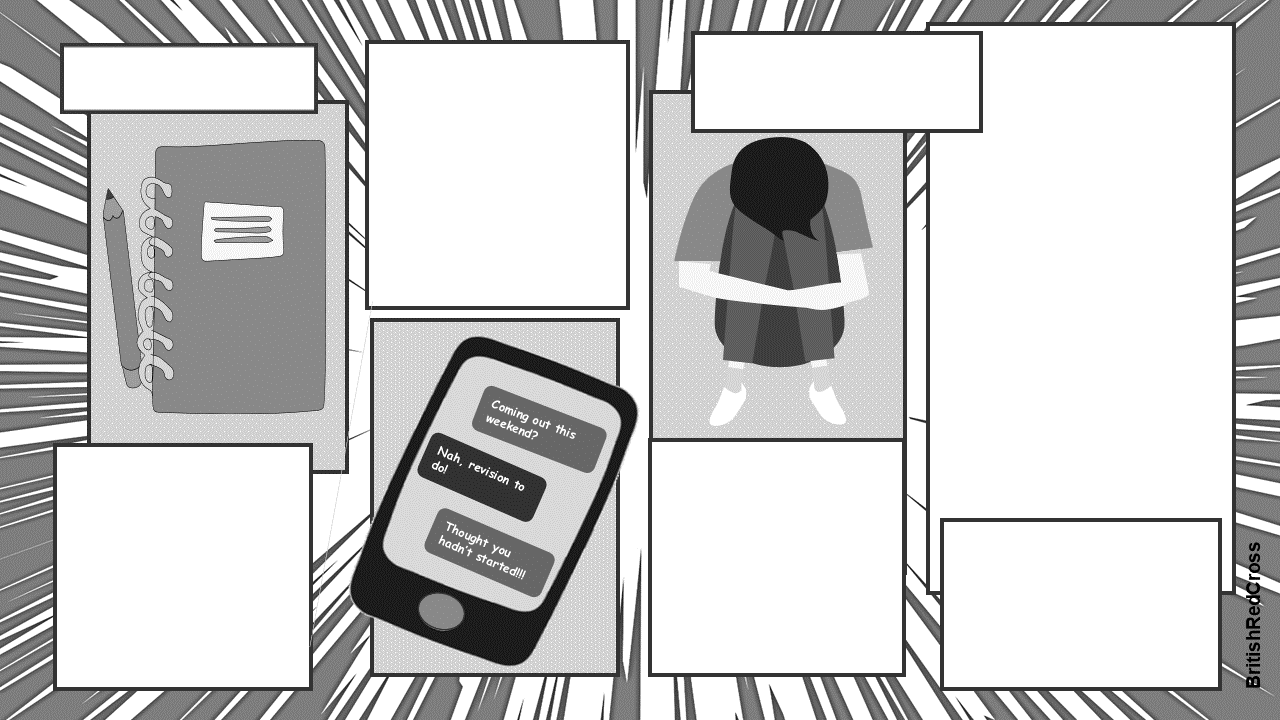 Coming out this
weekend?
Nah, revision to
do!
Thought you
hadn't started!!!
BritishRedCross